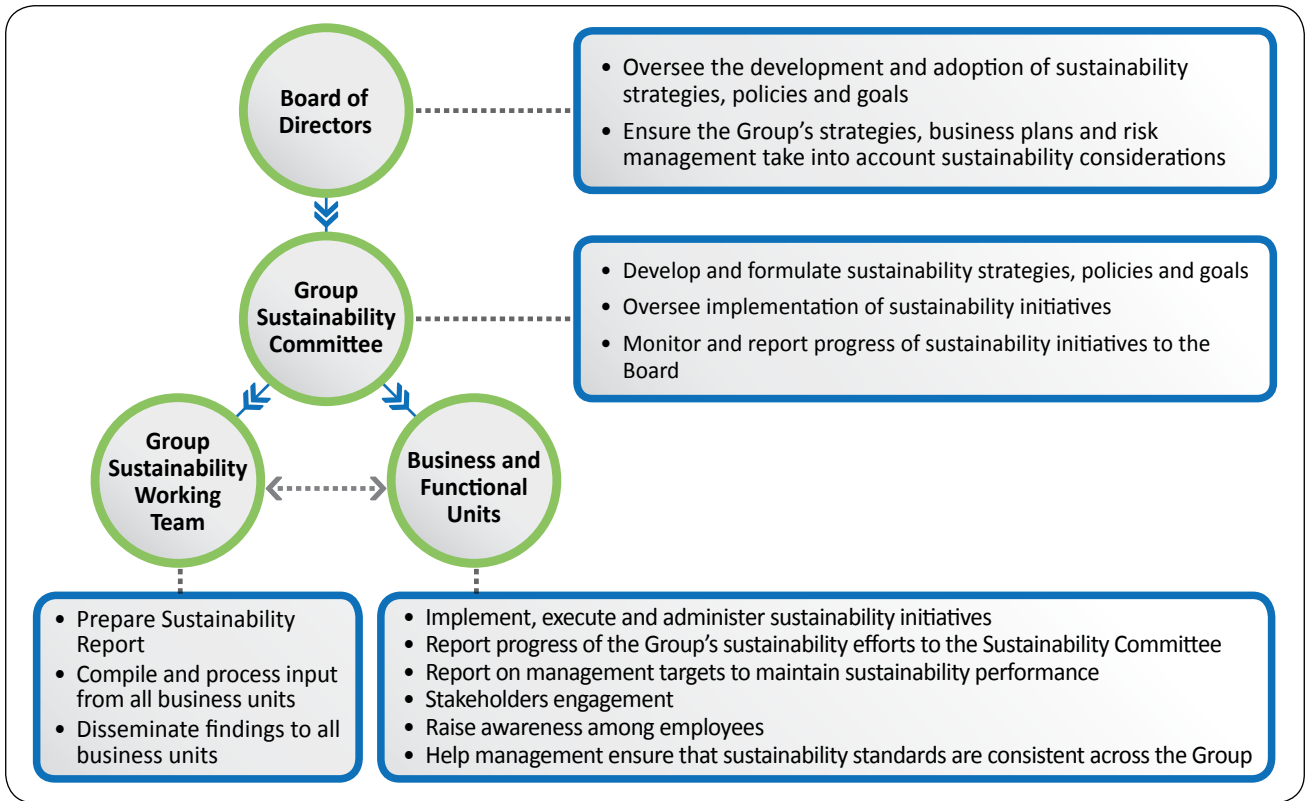 Board of
Directors
• Oversee the development and adoption of sustainability
strategies, policies and goals
• Ensure the Group's strategies, business plans and risk
management take into account sustainability considerations
Group
Sustainability
Committee
• Develop and formulate sustainability strategies, policies and goals
• Oversee implementation of sustainability initiatives
• Monitor and report progress of sustainability initiatives to the
Board
Group
Sustainability
Working
Team
Business and
Functional
Units
• Prepare Sustainability
Report
• Compile and process input
from all business units
• Disseminate findings to all
business units
• Implement, execute and administer sustainability initiatives
• Report progress of the Group's sustainability efforts to the Sustainability Committee
• Report on management targets to maintain sustainability performance
• Stakeholders engagement
• Raise awareness among employees
• Help management ensure that sustainability standards are consistent across the Group